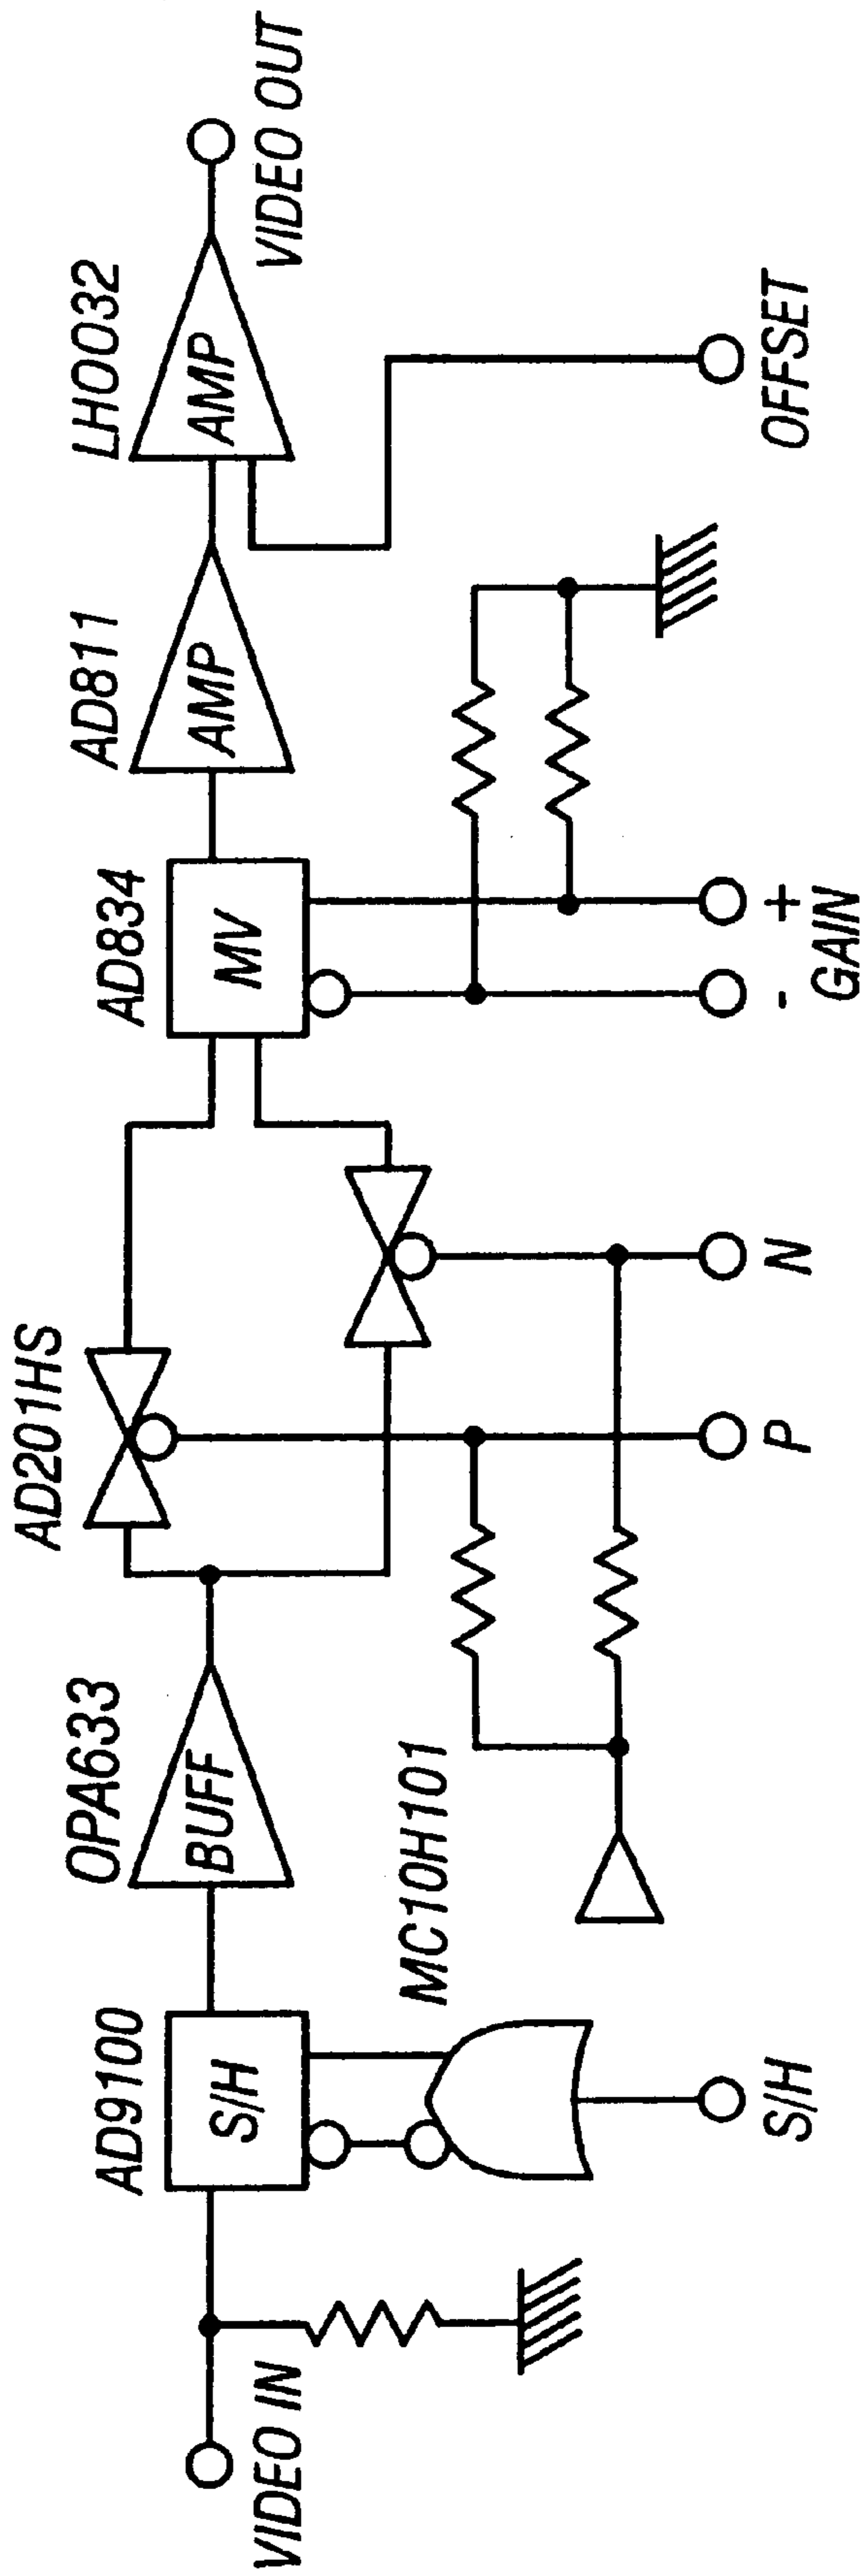 VIDEO IN
AD9100
S/H
S/H
MC10H101
OPA633
BUFF
AD201HS
P
N
AD834
MV
-
+
GAIN
AD811
AMP
LH0032
AMP
OFFSET
VIDEO OUT